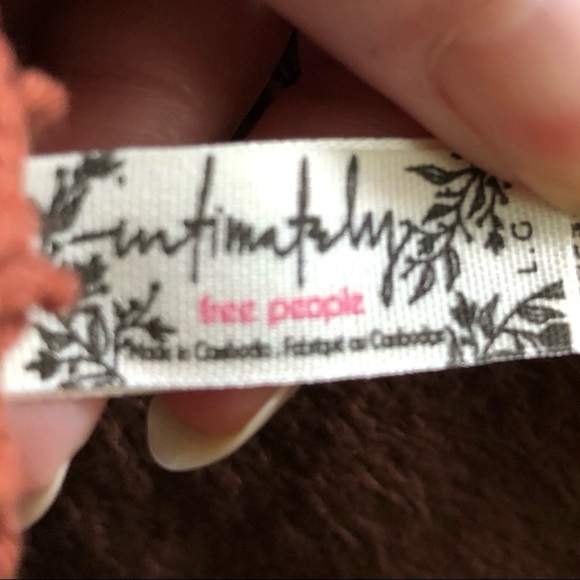 intimately
free people
Made in Cambodia . Fabriqué au Cambodge
L.G